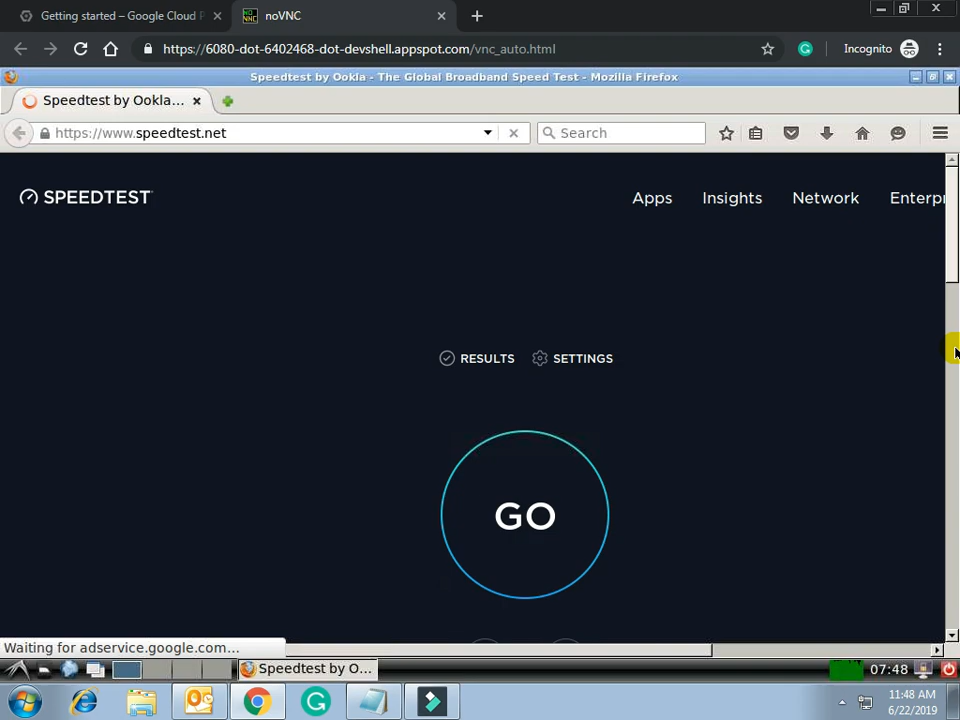 Getting started – Google Cloud P
noVNC
https://6080-dot-6402468-dot-devshell.appspot.com/vnc_auto.html
Incognito
Speedtest by Ookla - The Global Broadband Speed Test - Mozilla Firefox
Speedtest by Ookla...
https://www.speedtest.net
Search
SPEEDTEST
Apps
Insights
Network
Enterpr
RESULTS
SETTINGS
GO
Waiting for adservice.google.com...
Speedtest by O...
07:48
11:48 AM
6/22/2019